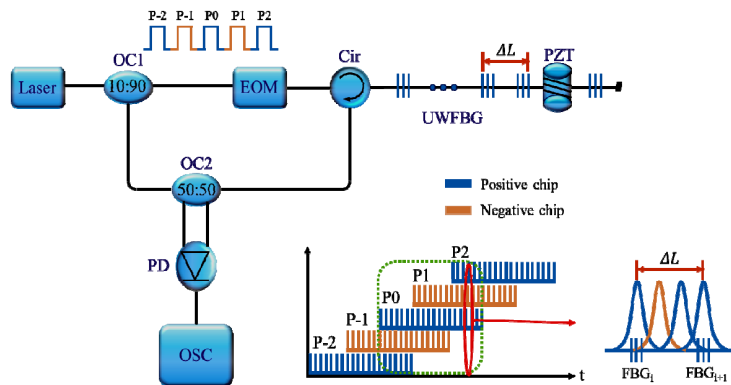 P-2 P-1 P0 P1 P2
OC1
Cir
ΔL
PZT
Laser
10:90
EOM
UWFBG
OC2
50:50
Positive chip
Negative chip
PD
OSC
P2
P1
P0
P-1
P-2
t
ΔL
FBGi
FBGi+1